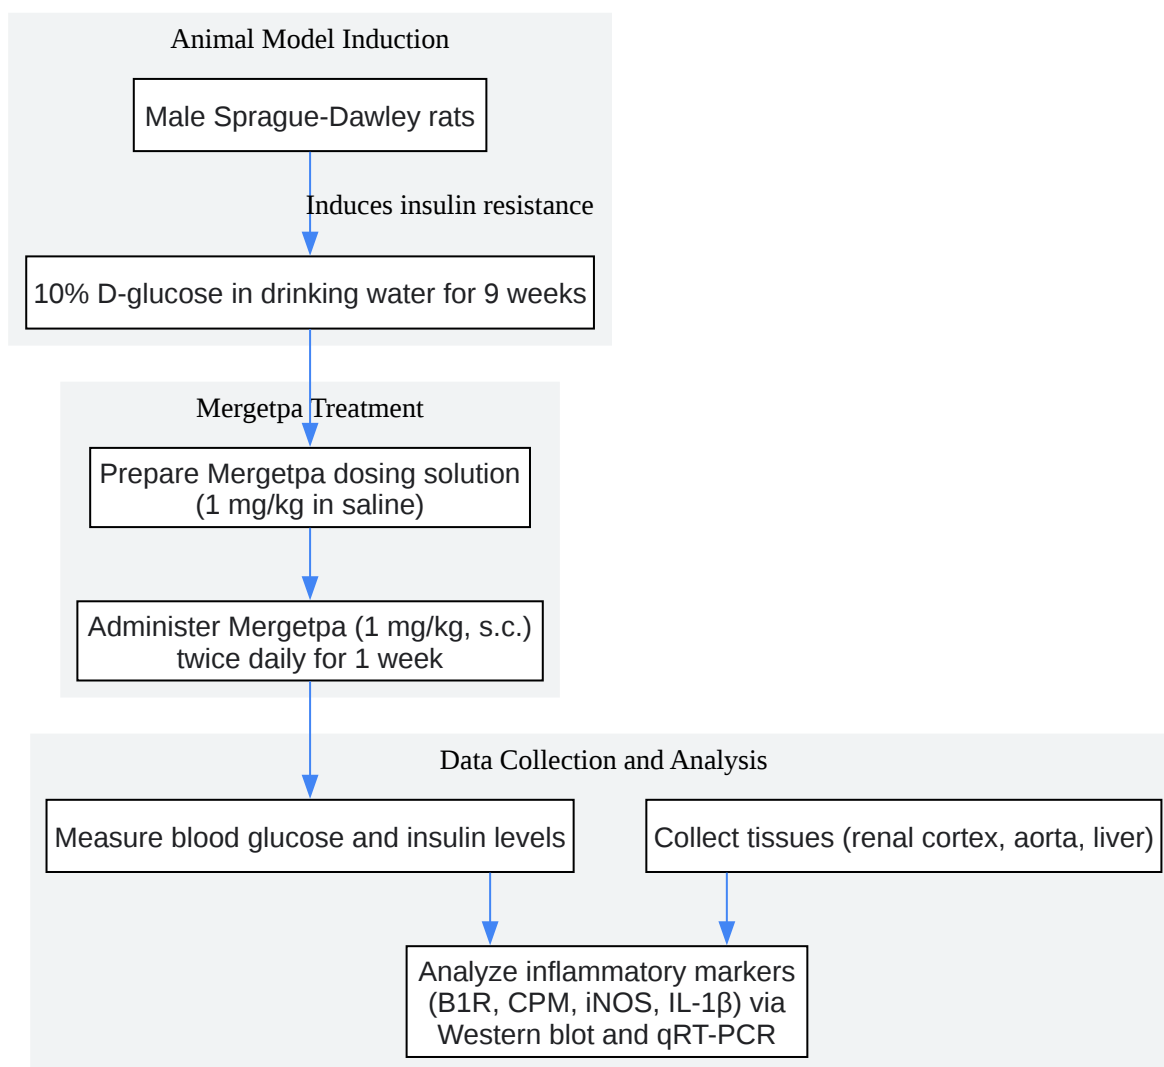 Animal Model Induction
Male Sprague-Dawley rats
Induces insulin resistance
10% D-glucose in drinking water for 9 weeks
Mergetpa Treatment
Prepare Mergetpa dosing solution
(1 mg/kg in saline)
Administer Mergetpa (1 mg/kg, s.c.)
twice daily for 1 week
Data Collection and Analysis
Measure blood glucose and insulin levels
Collect tissues (renal cortex, aorta, liver)
Analyze inflammatory markers
(B1R, CPM, iNOS, IL-1β) via
Western blot and qRT-PCR